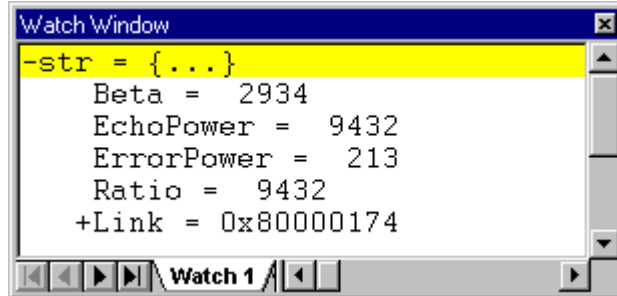 Watch Window
-str = {...}
Beta = 2934
EchoPower = 9432
ErrorPower = 213
Ratio = 9432
+Link = 0x80000174
Watch 1